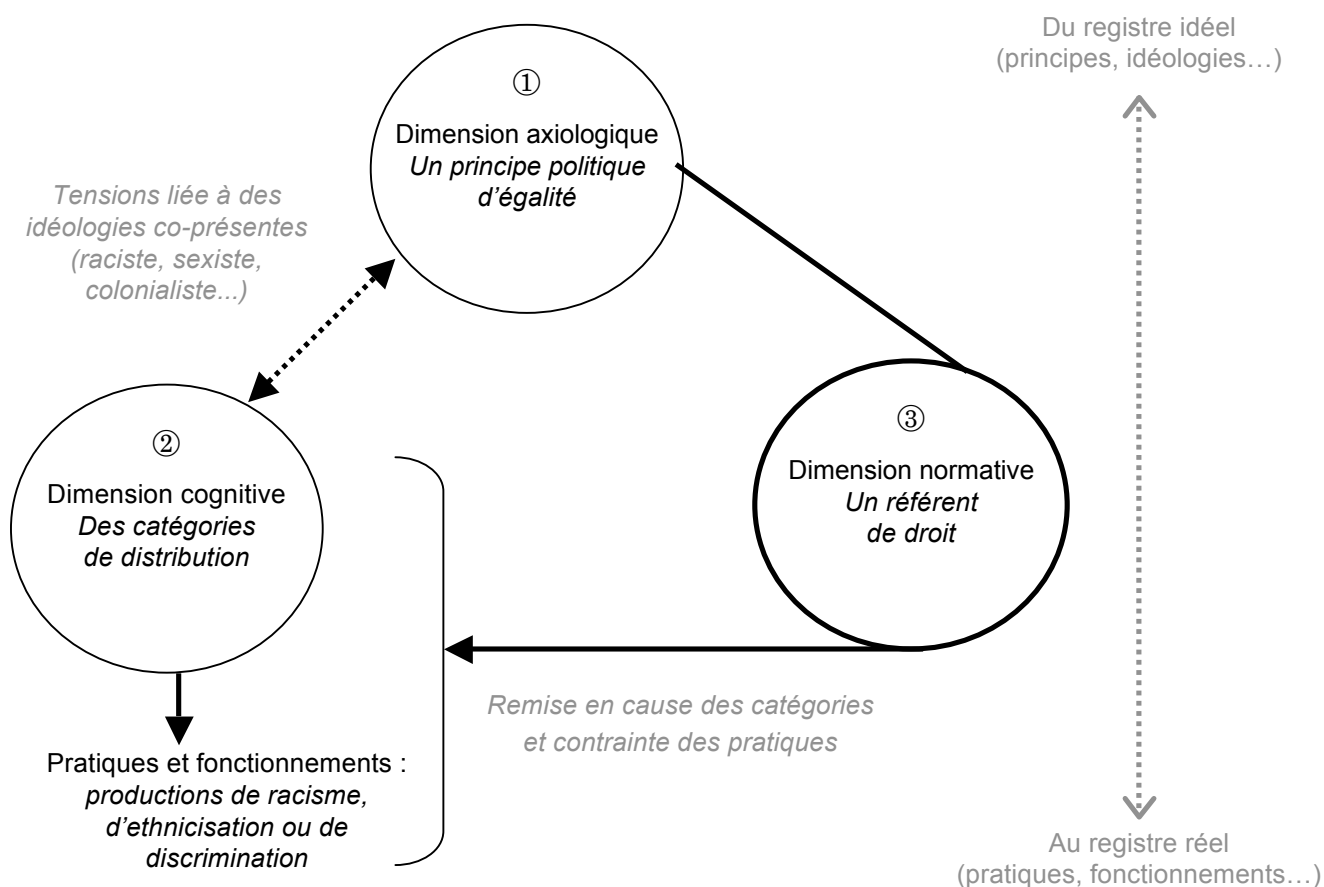 Du registre idéel
(principes, idéologies…)
①
Dimension axiologique
Un principe politique
d’égalité
Tensions liée à des
idéologies co-présentes
(raciste, sexiste,
colonialiste...)
②
Dimension cognitive
Des catégories
de distribution
③
Dimension normative
Un référent
de droit
Remise en cause des catégories
et contrainte des pratiques
Pratiques et fonctionnements :
productions de racisme,
d’ethnicisation ou de
discrimination
Au registre réel
(pratiques, fonctionnements…)